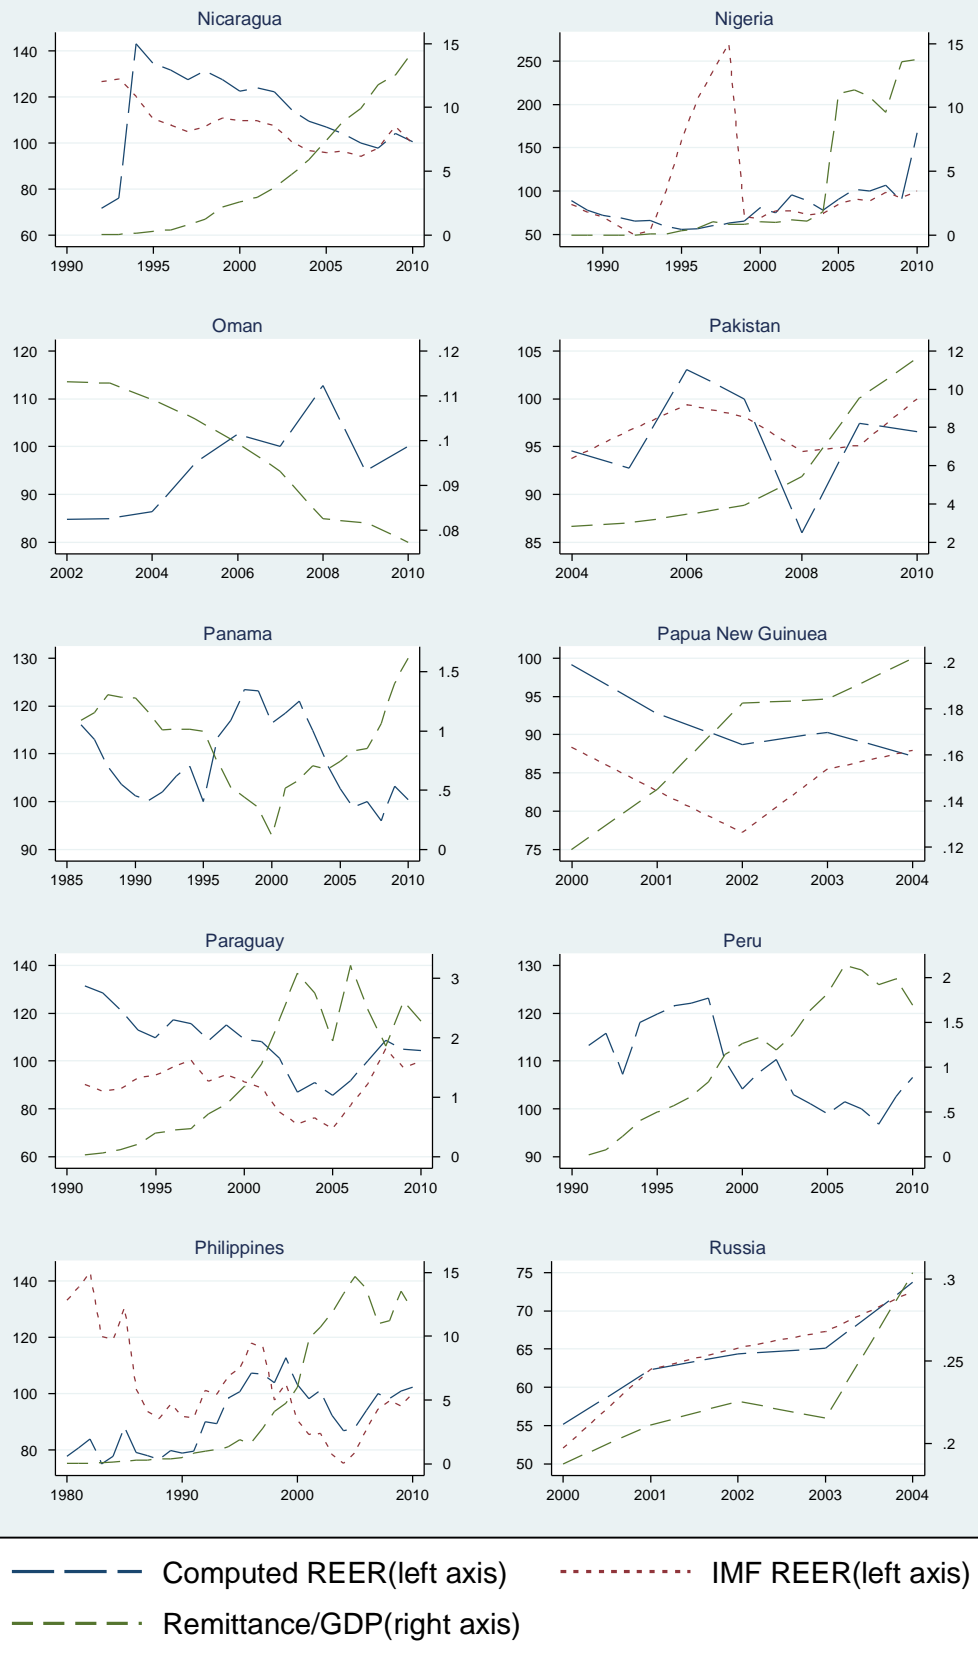 Nicaragua Nigeria
140 120 100 80 60 15 10 5 0 250 200 150 100 50 15 10 5 0
1990 1995 2000 2005 2010 1990 1995 2000 2005 2010
Oman Pakistan
120 110 100 90 80 .12 .11 .1 .09 .08 105 100 95 90 85 12 10 8 6 4 2
2002 2004 2006 2008 2010 2004 2006 2008 2010
Panama Papua New Guinuea
130 120 110 100 90 1.5 1 .5 0 100 95 90 85 80 75 .2 .18 .16 .14 .12
1985 1990 1995 2000 2005 2010 2000 2001 2002 2003 2004
Paraguay Peru
140 120 100 80 60 3 2 1 0 130 120 110 100 90 2 1.5 1 .5 0
1990 1995 2000 2005 2010 1990 1995 2000 2005 2010
Philippines Russia
140 120 100 80 15 10 5 0 75 70 65 60 55 50 .3 .25 .2
1980 1990 2000 2010 2000 2001 2002 2003 2004
Computed REER(left axis) IMF REER(left axis)
Remittance/GDP(right axis)